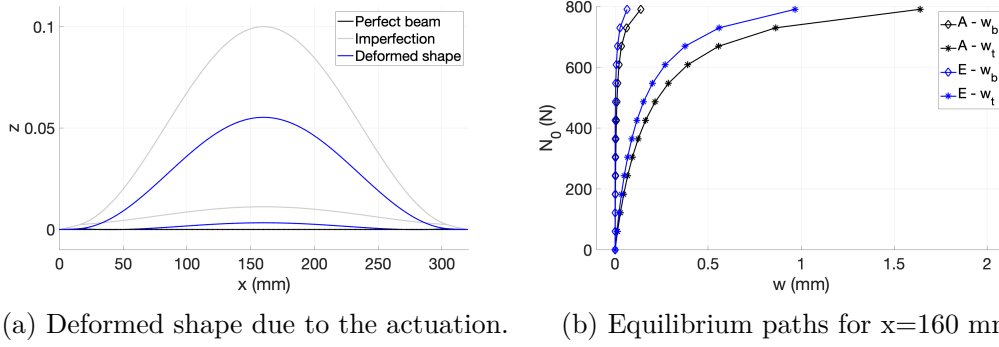 0.1
0.05
0
z
0 50 100 150 200 250 300
x (mm)
Perfect beam
Imperfection
Deformed shape
800
600
400
200
0
N0 (N)
0 0.5 1 1.5 2
w (mm)
A - wb
A - wt
E - wb
E - wt
(a) Deformed shape due to the actuation.
(b) Equilibrium paths for x=160 mm